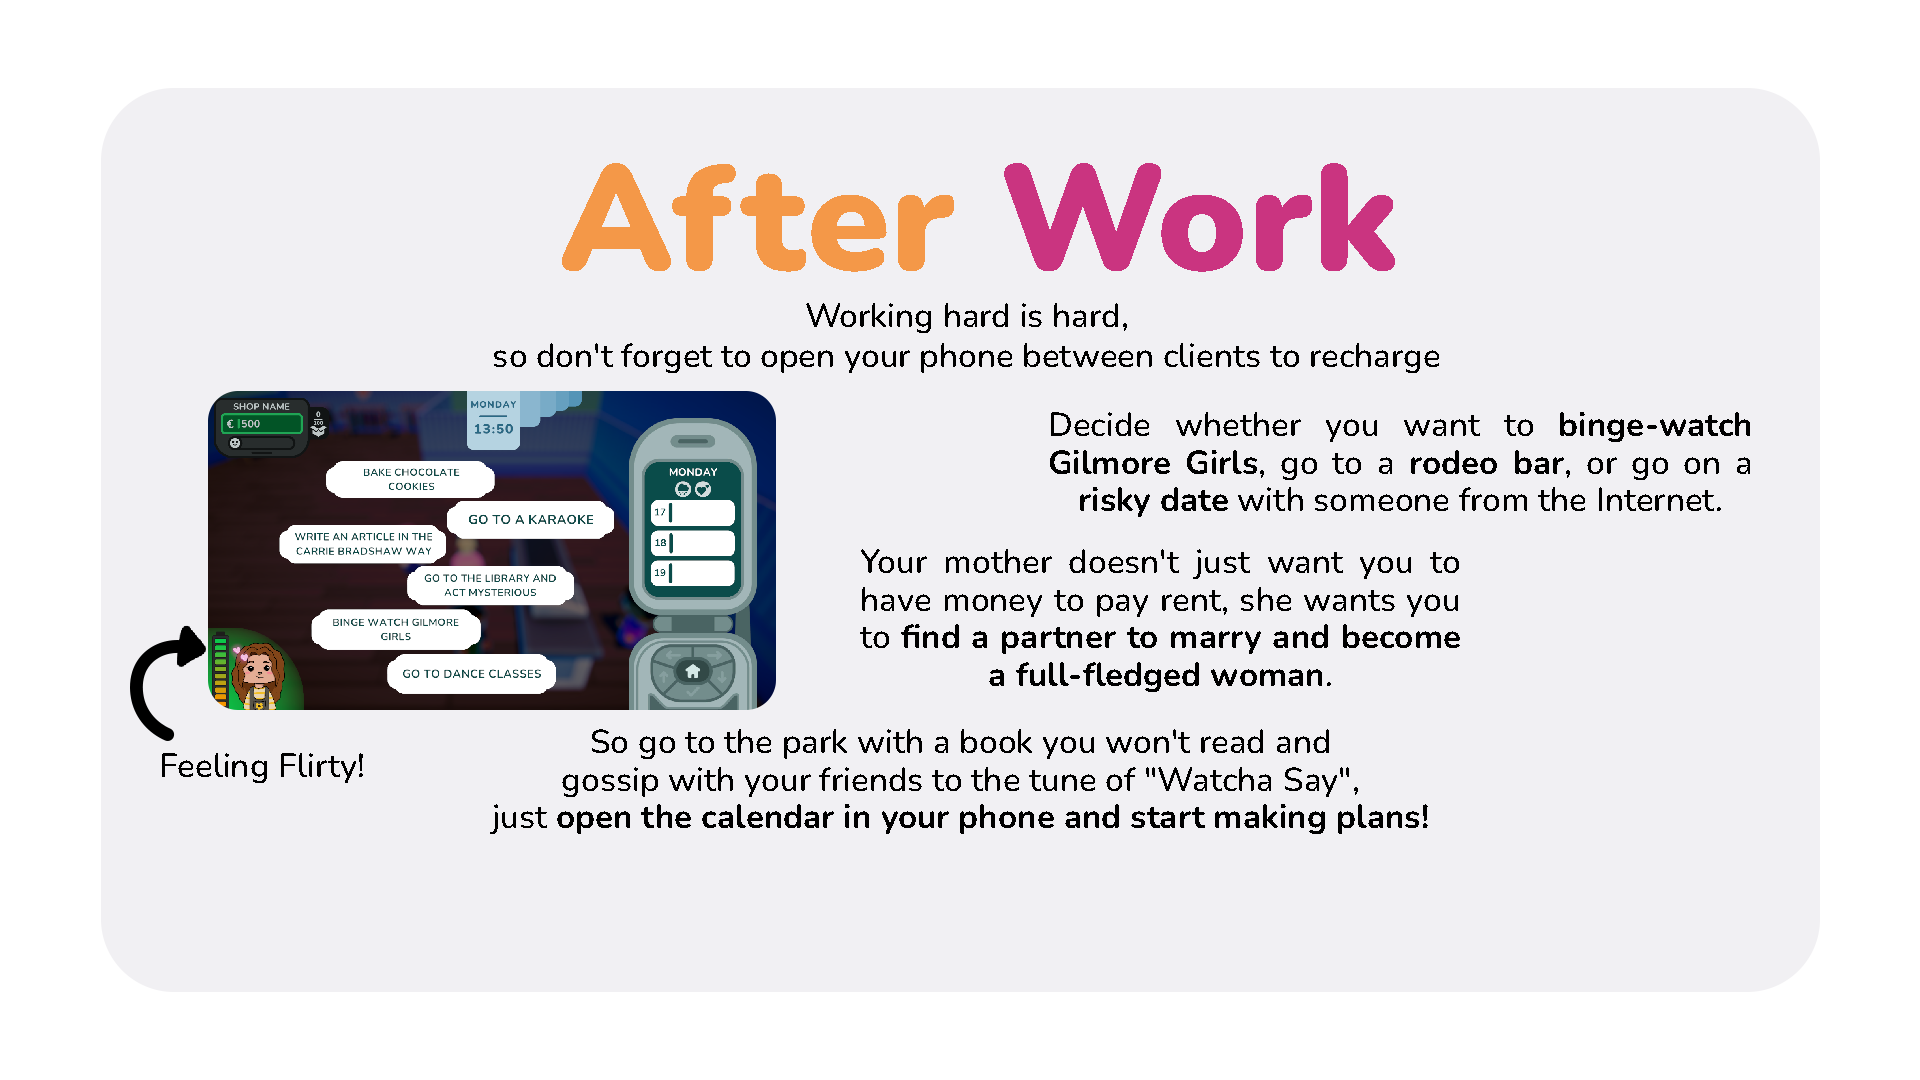 After Work
Working hard is hard,
so don't forget to open your phone between clients to recharge
SHOP NAME
€ 500
0
100
MONDAY
13:50
BAKE CHOCOLATE
COOKIES
GO TO A KARAOKE
WRITE AN ARTICLE IN THE
CARRIE BRADSHAW WAY
GO TO THE LIBRARY AND
ACT MYSTERIOUS
BINGE WATCH GILMORE
GIRLS
GO TO DANCE CLASSES
MONDAY
17
18
19
Decide whether you want to binge-watch
Gilmore Girls, go to a rodeo bar, or go on a
risky date with someone from the Internet.
Your mother doesn't just want you to
have money to pay rent, she wants you
to find a partner to marry and become
a full-fledged woman.
Feeling Flirty!
So go to the park with a book you won't read and
gossip with your friends to the tune of "Watcha Say",
just open the calendar in your phone and start making plans!